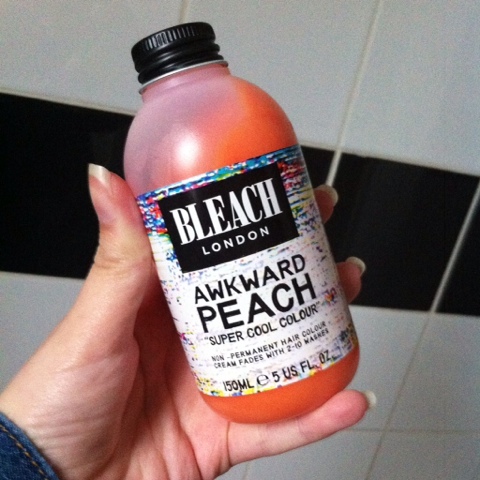 BLEACH
LONDON
AWKWARD
PEACH
"SUPER COOL COLOUR"
NON-PERMANENT HAIR COLOUR
CREAM FADES WITH 2-10 WASHES
150ML ℮ 5 US FL. OZ.